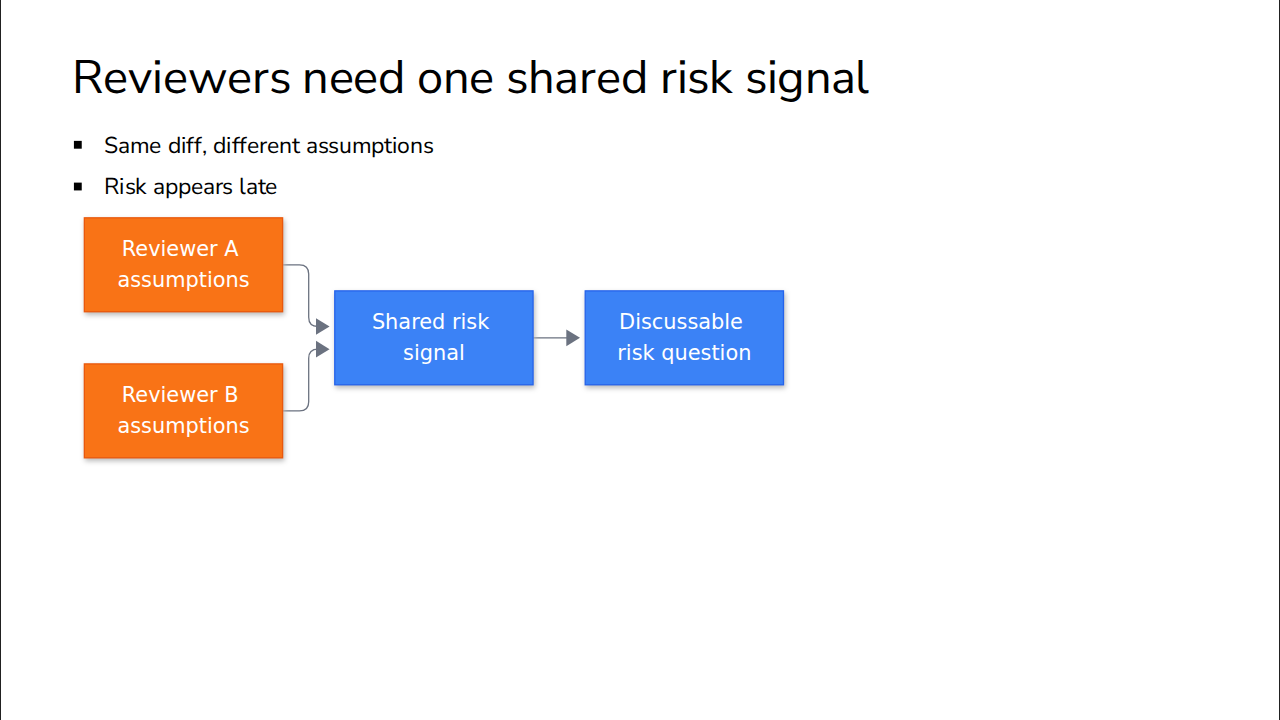 Reviewers need one shared risk signal
Same diff, different assumptions
Risk appears late
Reviewer A
assumptions
Shared risk
signal
Discussable
risk question
Reviewer B
assumptions